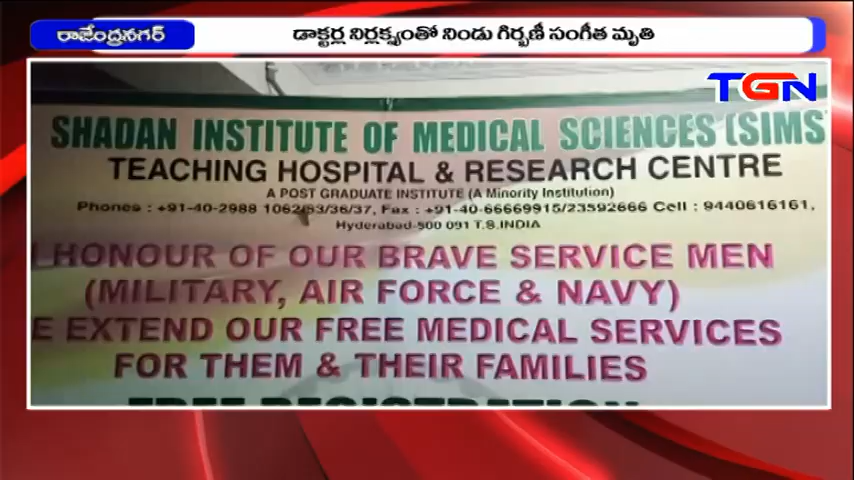 రాజేంద్రనగర్
డాక్టర్ల నిర్లక్ష్యంతో నిండు గిర్బణీ సంగీత మృతి
TGN
SHADAN INSTITUTE OF MEDICAL SCIENCES (SIMS
TEACHING HOSPITAL & RESEARCH CENTRE
A POST GRADUATE INSTITUTE (A Minority Institution)
Phones : +91-40-2988 1062/63/36/37, Fax : +91-40-66669915/23592666 Cell : 9440616161,
Hyderabad-500 091 T.S.INDIA
HONOUR OF OUR BRAVE SERVICE MEN
(MILITARY, AIR FORCE & NAVY)
E EXTEND OUR FREE MEDICAL SERVICES
FOR THEM & THEIR FAMILIES
FREE REGISTRATION